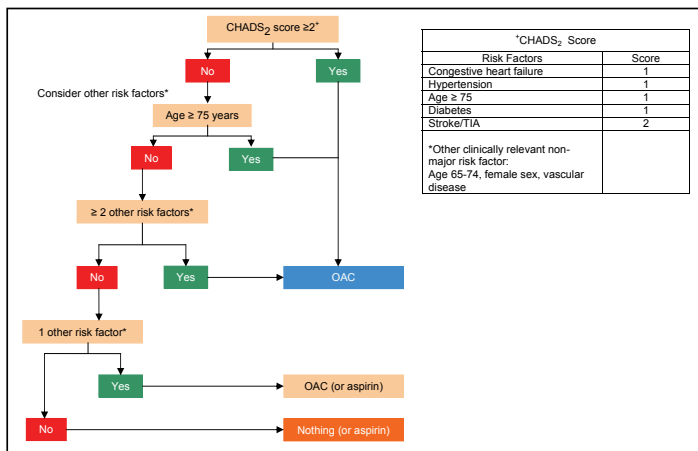 CHADS2 score ≥2+
No
Yes
Consider other risk factors*
Age ≥ 75 years
No
Yes
≥ 2 other risk factors*
No
Yes
OAC
1 other risk factor*
Yes
OAC (or aspirin)
No
Nothing (or aspirin)
+CHADS2 Score
Risk Factors Score
Congestive heart failure 1
Hypertension 1
Age ≥ 75 1
Diabetes 1
Stroke/TIA 2
*Other clinically relevant non-
major risk factor:
Age 65-74, female sex, vascular
disease